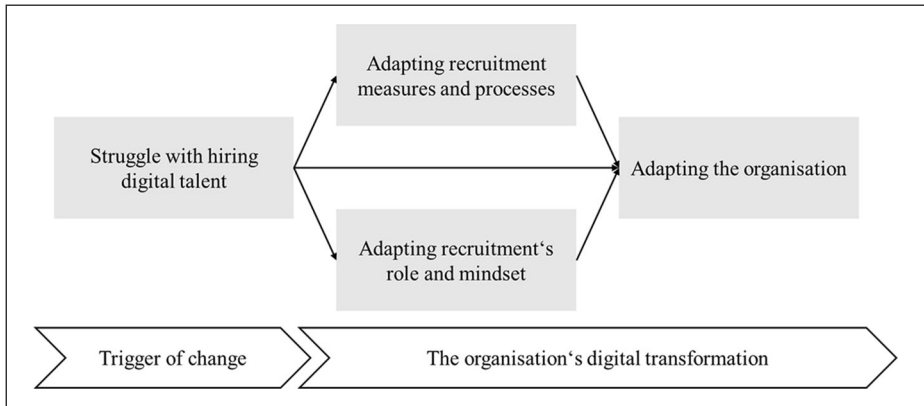 Adapting recruitment
measures and processes
Struggle with hiring
digital talent
Adapting the organisation
Adapting recruitment‘s
role and mindset
Trigger of change
The organisation‘s digital transformation